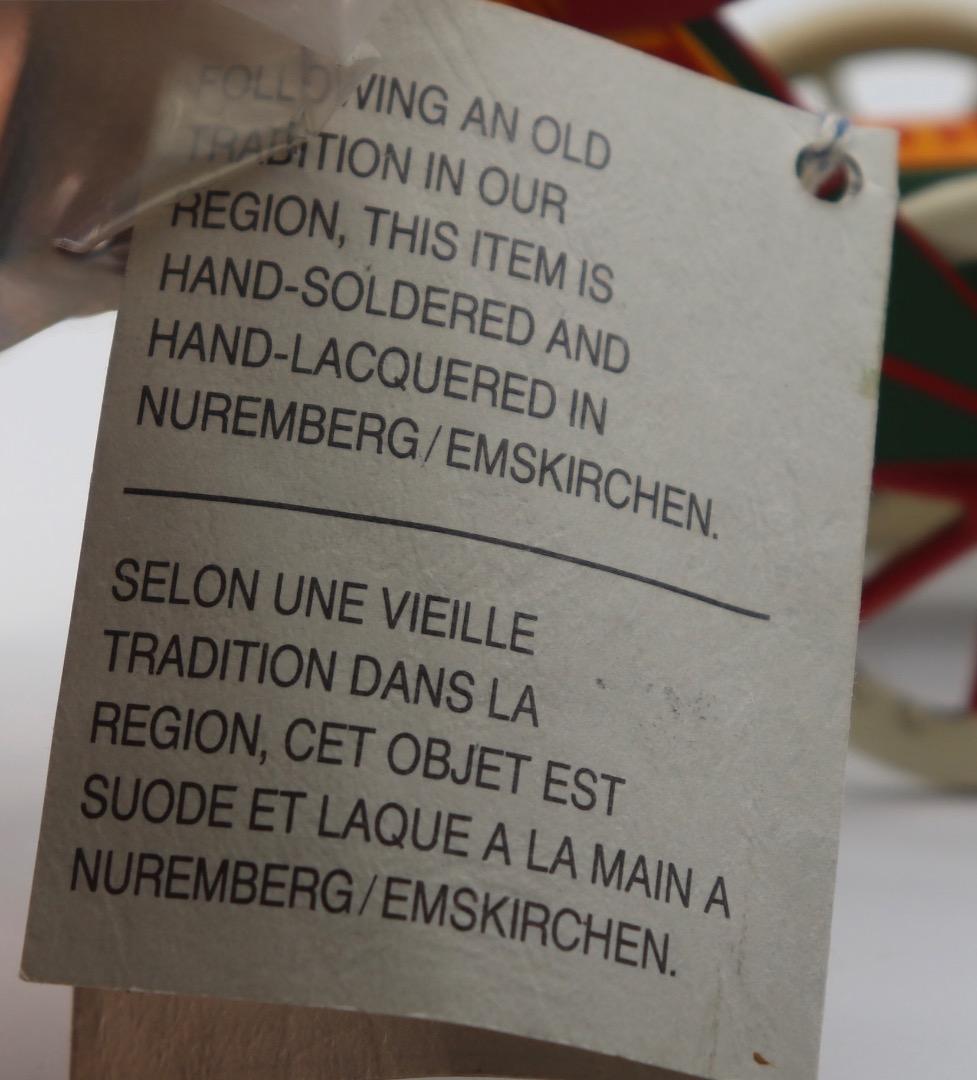 FOLLOWING AN OLD
TRADITION IN OUR
REGION, THIS ITEM IS
HAND-SOLDERED AND
HAND-LACQUERED IN
NUREMBERG/EMSKIRCHEN.
SELON UNE VIEILLE
TRADITION DANS LA
REGION, CET OBJET EST
SUODE ET LAQUE A LA MAIN A
NUREMBERG/EMSKIRCHEN.